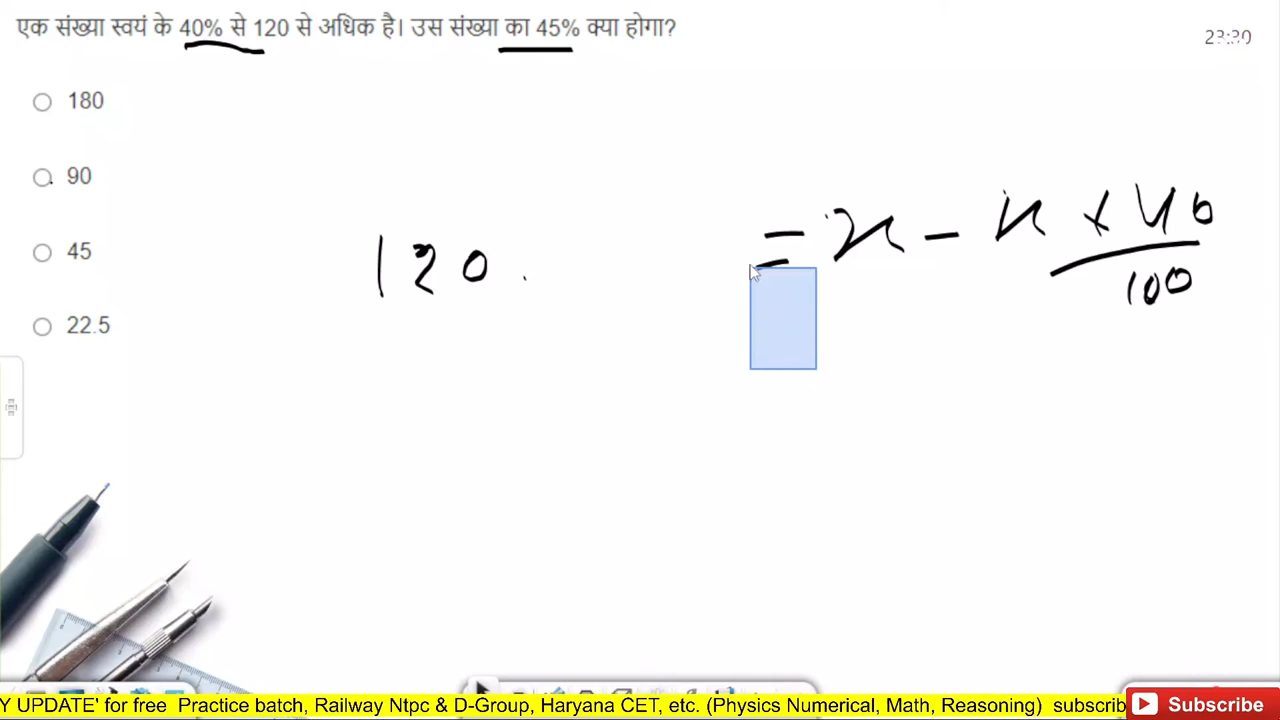 एक संख्या स्वयं के 40% से 120 से अधिक है। उस संख्या का 45% क्या होगा?
23:30
180
90
45
22.5
120 = x - x × 40
100
Y UPDATE' for free Practice batch, Railway Ntpc & D-Group, Haryana CET, etc. (Physics Numerical, Math, Reasoning) subscrib
Subscribe